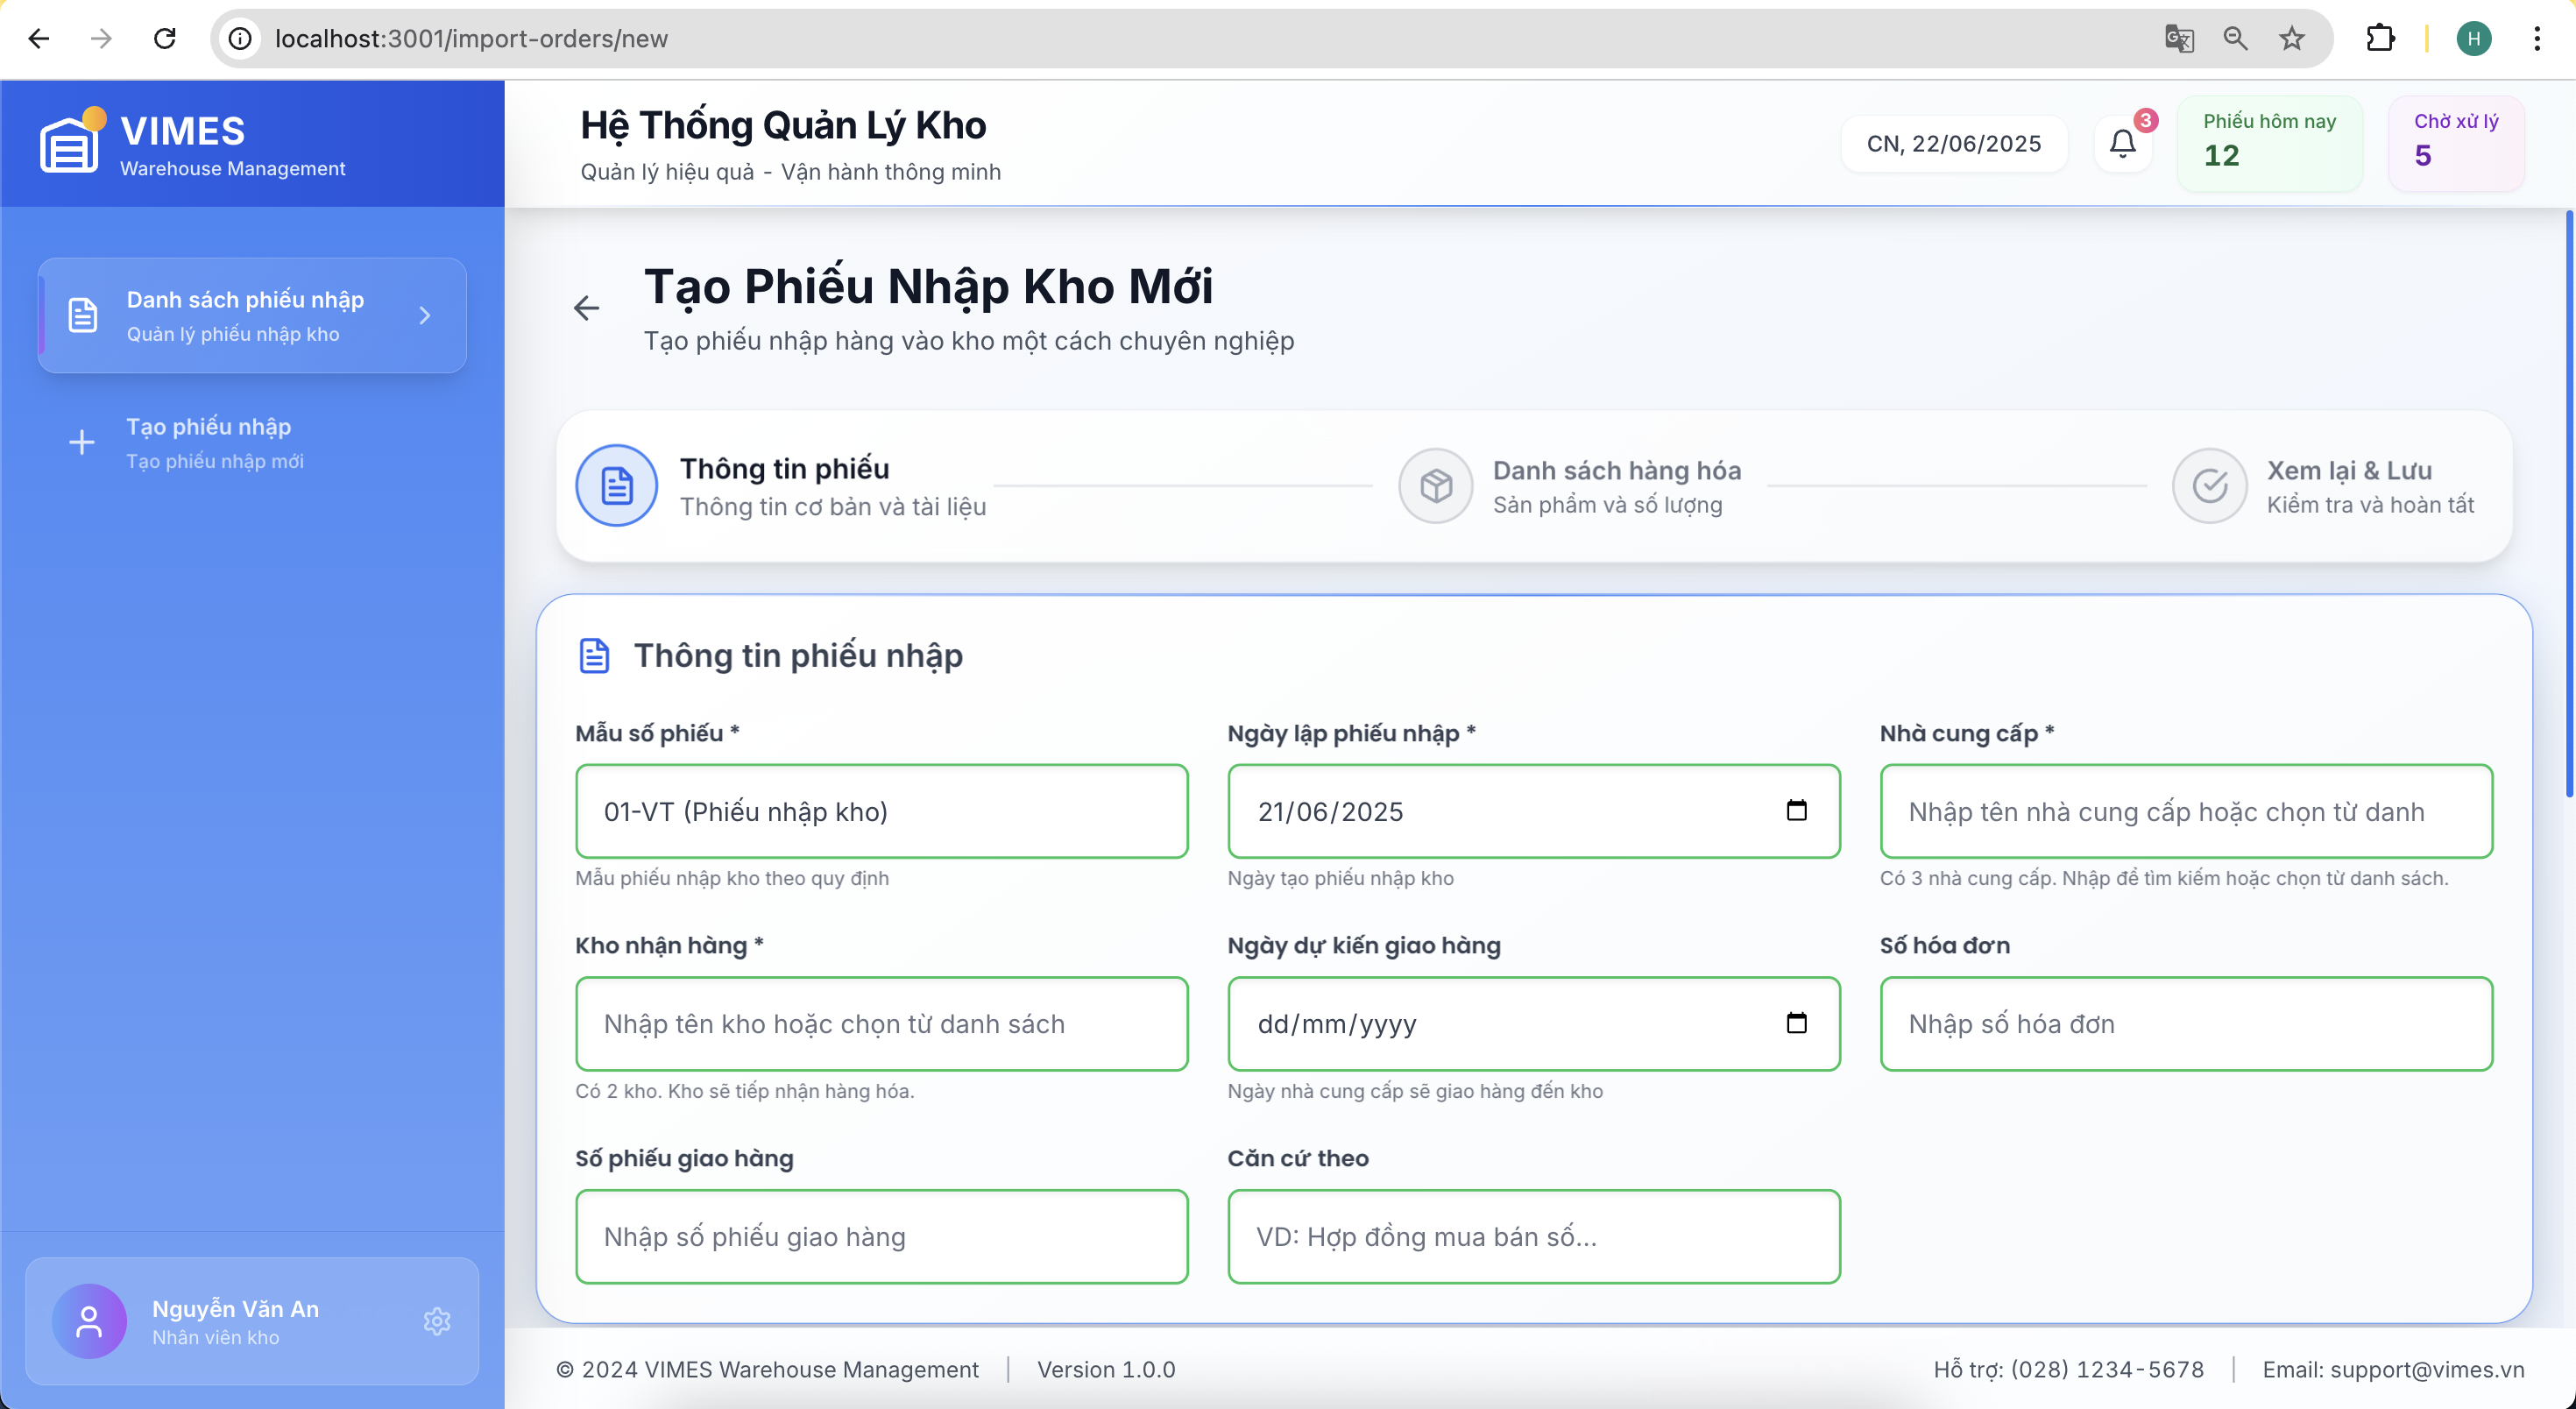 localhost:3001/import-orders/new
H
VIMES
Warehouse Management
Danh sách phiếu nhập
Quản lý phiếu nhập kho
Tạo phiếu nhập
Tạo phiếu nhập mới
Nguyễn Văn An
Nhân viên kho
Hệ Thống Quản Lý Kho
Quản lý hiệu quả - Vận hành thông minh
CN, 22/06/2025
3
Phiếu hôm nay
12
Chờ xử lý
5
Tạo Phiếu Nhập Kho Mới
Tạo phiếu nhập hàng vào kho một cách chuyên nghiệp
Thông tin phiếu
Thông tin cơ bản và tài liệu
Danh sách hàng hóa
Sản phẩm và số lượng
Xem lại & Lưu
Kiểm tra và hoàn tất
Thông tin phiếu nhập
Mẫu số phiếu *
01-VT (Phiếu nhập kho)
Mẫu phiếu nhập kho theo quy định
Ngày lập phiếu nhập *
21/06/2025
Ngày tạo phiếu nhập kho
Nhà cung cấp *
Nhập tên nhà cung cấp hoặc chọn từ danh
Có 3 nhà cung cấp. Nhập để tìm kiếm hoặc chọn từ danh sách.
Kho nhận hàng *
Nhập tên kho hoặc chọn từ danh sách
Có 2 kho. Kho sẽ tiếp nhận hàng hóa.
Ngày dự kiến giao hàng
dd/mm/yyyy
Ngày nhà cung cấp sẽ giao hàng đến kho
Số hóa đơn
Nhập số hóa đơn
Số phiếu giao hàng
Nhập số phiếu giao hàng
Căn cứ theo
VD: Hợp đồng mua bán số...
© 2024 VIMES Warehouse Management
Version 1.0.0
Hỗ trợ: (028) 1234-5678
Email: support@vimes.vn